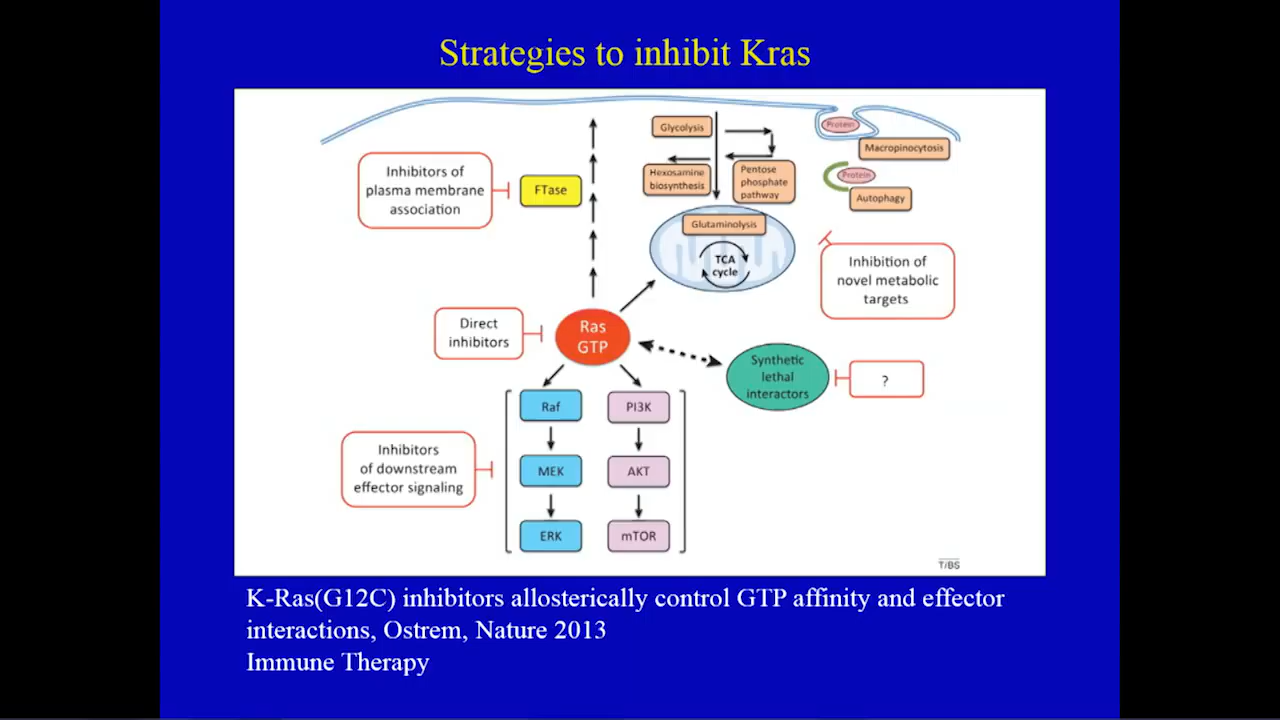 Strategies to inhibit Kras
Inhibitors of
plasma membrane
association
FTase
Glycolysis
Hexosamine
biosynthesis
Pentose
phosphate
pathway
Protein
Macropinocytosis
Protein
Autophagy
Glutaminolysis
TCA
cycle
Inhibition of
novel metabolic
targets
Direct
inhibitors
Ras
GTP
Synthetic
lethal
interactors
?
Inhibitors
of downstream
effector signaling
Raf
PI3K
MEK
AKT
ERK
mTOR
T/BS
K-Ras(G12C) inhibitors allosterically control GTP affinity and effector
interactions, Ostrem, Nature 2013
Immune Therapy